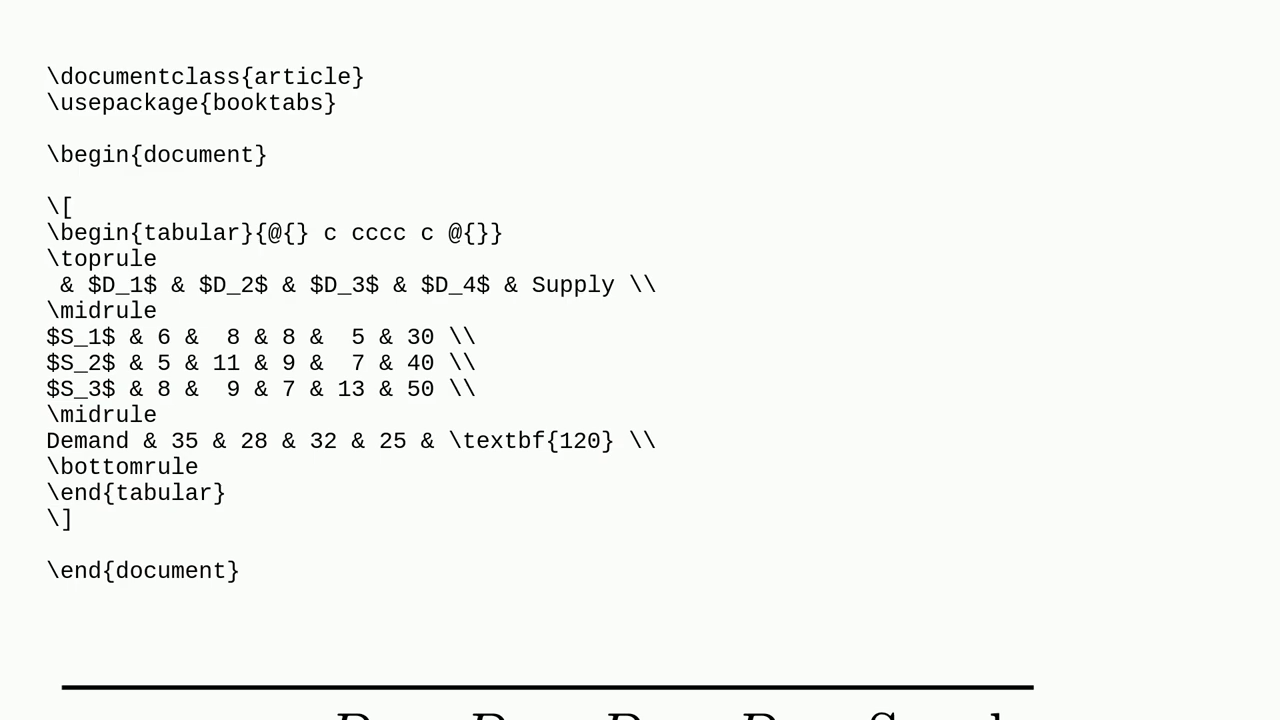 \documentclass{article}
\usepackage{booktabs}
\begin{document}
\[
\begin{tabular}{@{} c cccc c @{}}
\toprule
 & $D_1$ & $D_2$ & $D_3$ & $D_4$ & Supply \\
\midrule
$S_1$ & 6 &  8 & 8 &  5 & 30 \\
$S_2$ & 5 & 11 & 9 &  7 & 40 \\
$S_3$ & 8 &  9 & 7 & 13 & 50 \\
\midrule
Demand & 35 & 28 & 32 & 25 & \textbf{120} \\
\bottomrule
\end{tabular}
\]
\end{document}